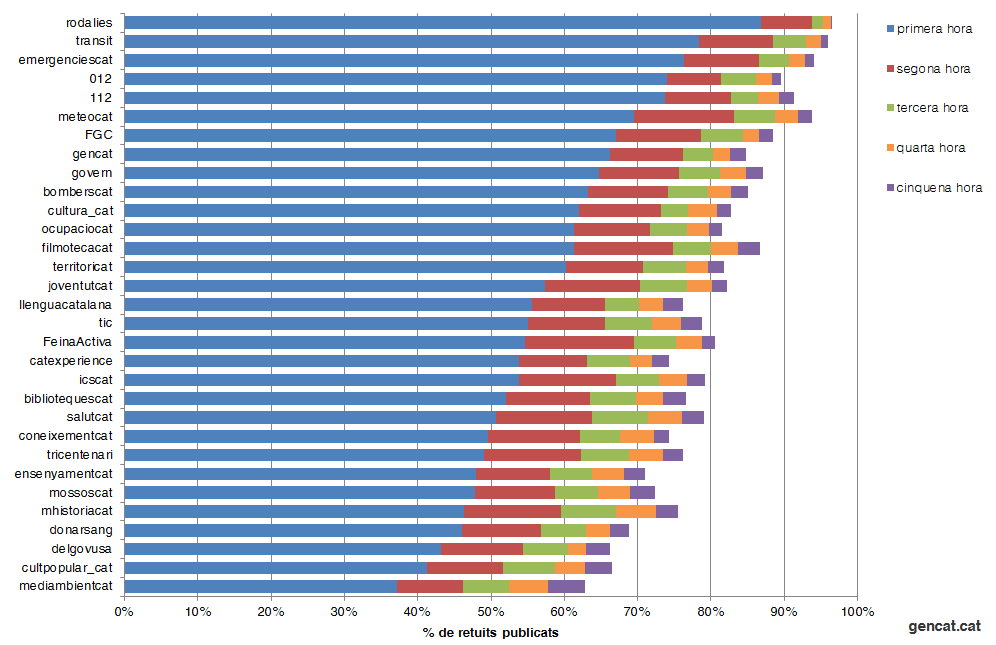 rodalies
transit
emergenciescat
012
112
meteocat
FGC
gencat
govern
bomberscat
cultura_cat
ocupaciocat
filmotecacat
territoricat
joventutcat
llenguacatalana
tic
FeinaActiva
catexperience
icscat
bibliotequescat
salutcat
coneixementcat
tricentenari
ensenyamentcat
mossoscat
mhistoriacat
donarsang
delgovusa
cultpopular_cat
mediambientcat
0% 10% 20% 30% 40% 50% 60% 70% 80% 90% 100%
% de retuits publicats
primera hora
segona hora
tercera hora
quarta hora
cinquena hora
gencat.cat